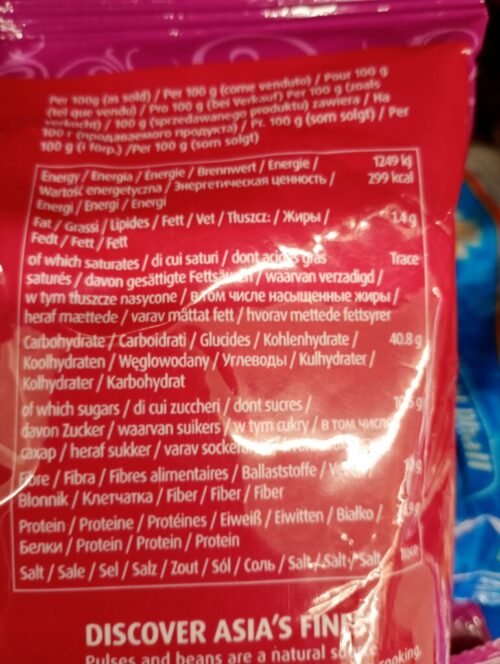 Per 100g (as sold) / Per 100 g (come venduto) / Pour 100 g
(tel que vendu) / Pro 100 g (bei Verkauf) Per 100 g (zoals
verkocht) / 100 g (sprzedawanego produktu) zawiera / На
100 г (продаваемого продукта) / Pr. 100 g (som solgt) / Per
100 g (i förp.) /Per 100 g (som solgt)
Energy / Energia / Énergie / Brennwert / Energie / 1249 kJ
Wartość energetyczna / Энергетическая ценность / 299 kcal
Energi / Energi / Energi
Fat / Grassi / Lipides / Fett / Vet / Tłuszcz: / Жиры / 1.4 g
Fedt / Fett / Fett
of which saturates / di cui saturi / dont acides gras Trace
saturés / davon gesättigte Fettsäuren / waarvan verzadigd /
w tym tłuszcze nasycone / в том числе насыщенные жиры /
heraf mættede / varav mättat fett / hvorav mettede fettsyrer
Carbohydrate / Carboidrati / Glucides / Kohlenhydrate / 40.8 g
Koolhydraten / Węglowodany / Углеводы / Kulhydrater /
Kolhydrater / Karbohydrat
of which sugars / di cui zuccheri / dont sucres /
davon Zucker / waarvan suikers / w tym cukry / в том числе
сахар / heraf sukker / varav sockerarter
Fibre / Fibra / Fibres alimentaires / Ballaststoffe /
Błonnik / Клетчатка / Fiber / Fiber / Fiber
Protein / Proteine / Protéines / Eiweiß / Eiwitten / Białko /
Белки / Protein / Protein / Protein
Salt / Sale / Sel / Salz / Zout / Sól / Соль / Salt / Salt / Salt Trace
DISCOVER ASIA'S FINEST
Pulses and beans are a natural source
cooking,